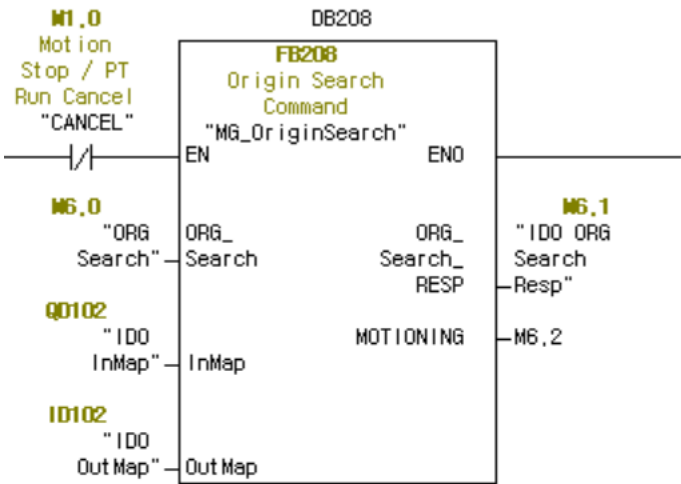 M1.0
Motion
Stop / PT
Run Cancel
"CANCEL"
DB208
FB208
Origin Search
Command
"MG_OriginSearch"
EN
ENO
M6.0
"ORG
Search"
ORG_
Search
ORG_
Search_
RESP
M6.1
"IDO ORG
Search
Resp"
QD102
"IDO
InMap"
InMap
MOTIONING
M6.2
ID102
"IDO
OutMap"
OutMap